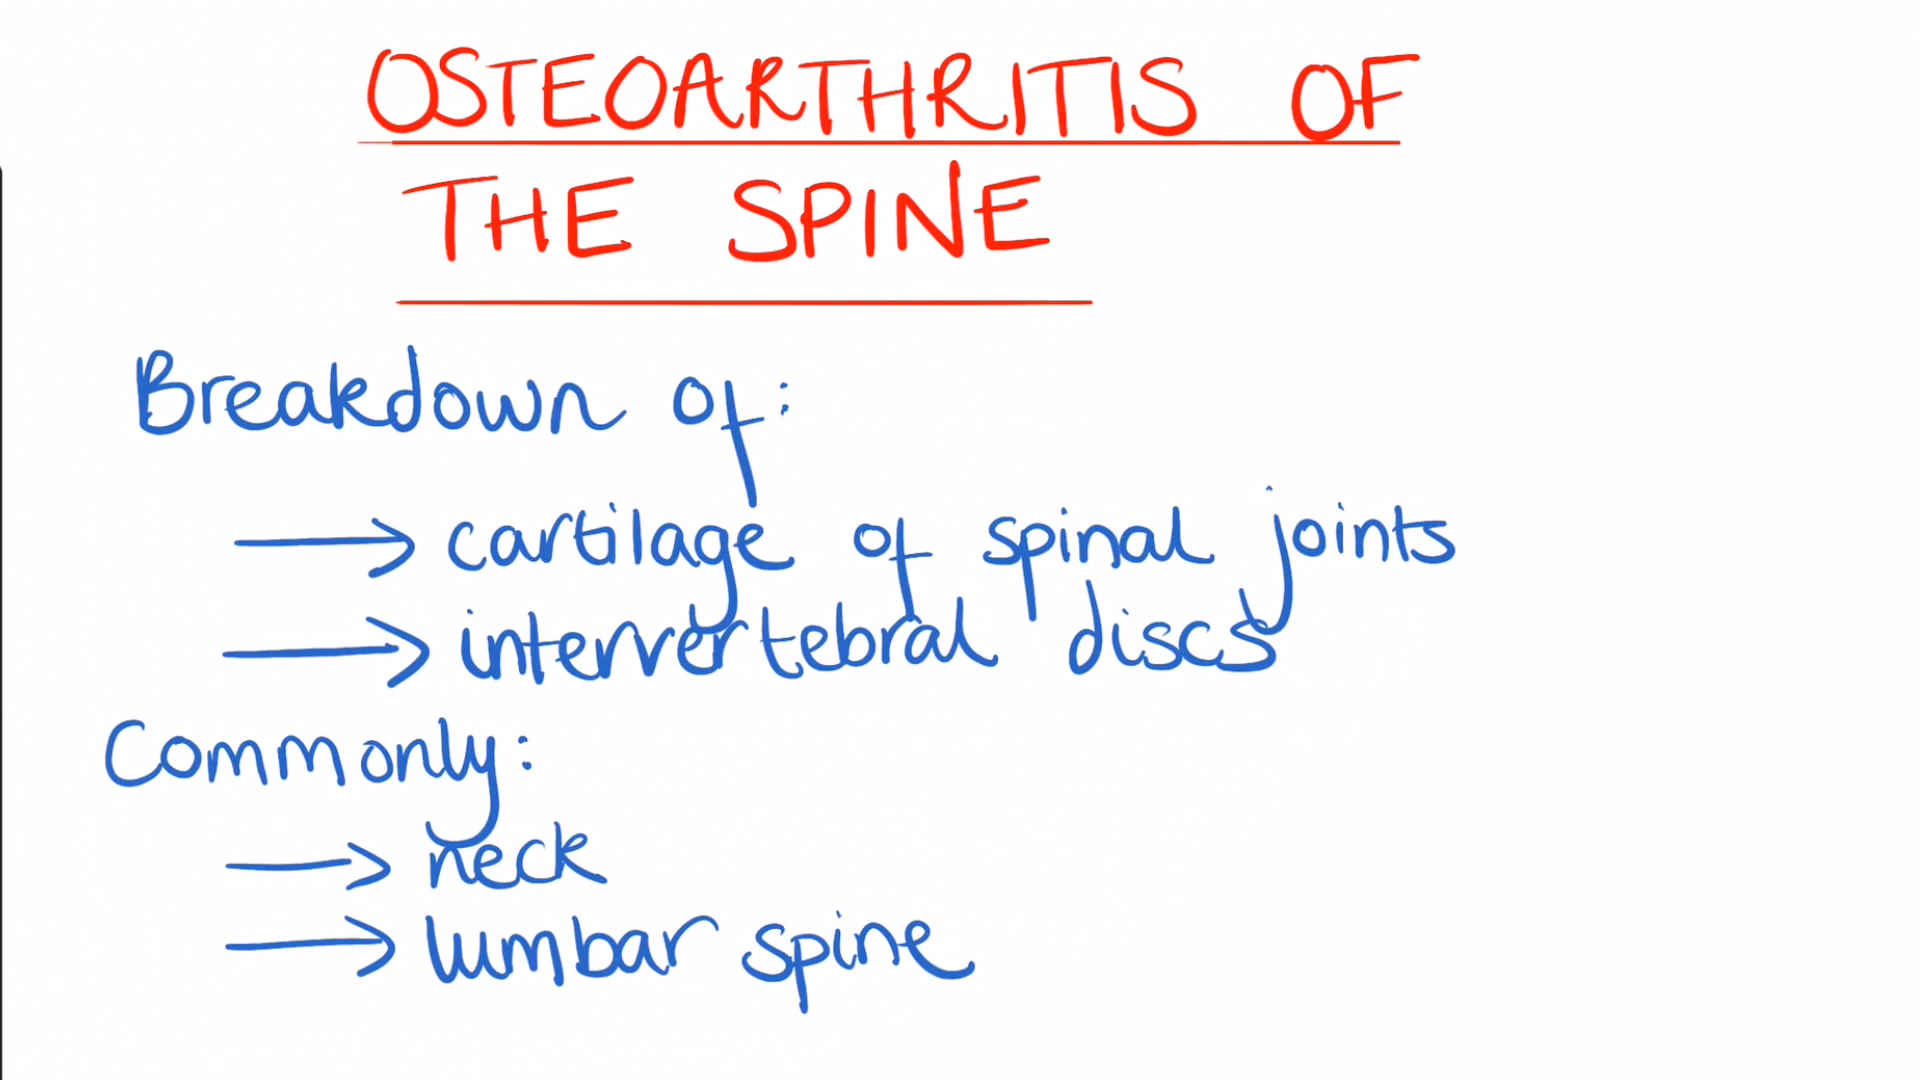 OSTEOARTHRITIS OF
THE SPINE
Breakdown of:
→ cartilage of spinal joints
→ intervertebral discs
Commonly:
→ neck
→ lumbar spine